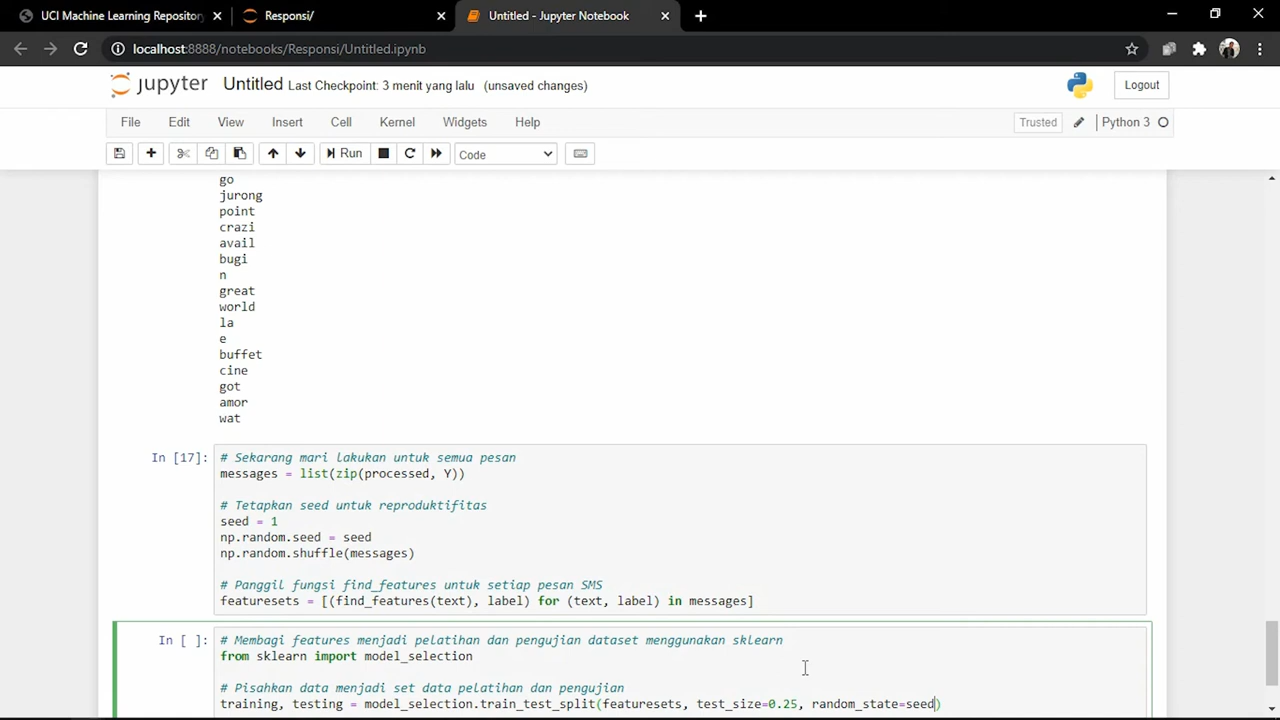 UCI Machine Learning Repository
Responsi/
Untitled - Jupyter Notebook
localhost:8888/notebooks/Responsi/Untitled.ipynb
jupyter Untitled Last Checkpoint: 3 menit yang lalu (unsaved changes)
Logout
File Edit View Insert Cell Kernel Widgets Help
Trusted
Python 3
Run
Code
go
jurong
point
crazi
avail
bugi
n
great
world
la
e
buffet
cine
got
amor
wat
In [17]:
# Sekarang mari lakukan untuk semua pesan
messages = list(zip(processed, Y))
# Tetapkan seed untuk reproduktifitas
seed = 1
np.random.seed = seed
np.random.shuffle(messages)
# Panggil fungsi find_features untuk setiap pesan SMS
featuresets = [(find_features(text), label) for (text, label) in messages]
In [ ]:
# Membagi features menjadi pelatihan dan pengujian dataset menggunakan sklearn
from sklearn import model_selection
# Pisahkan data menjadi set data pelatihan dan pengujian
training, testing = model_selection.train_test_split(featuresets, test_size=0.25, random_state=seed)